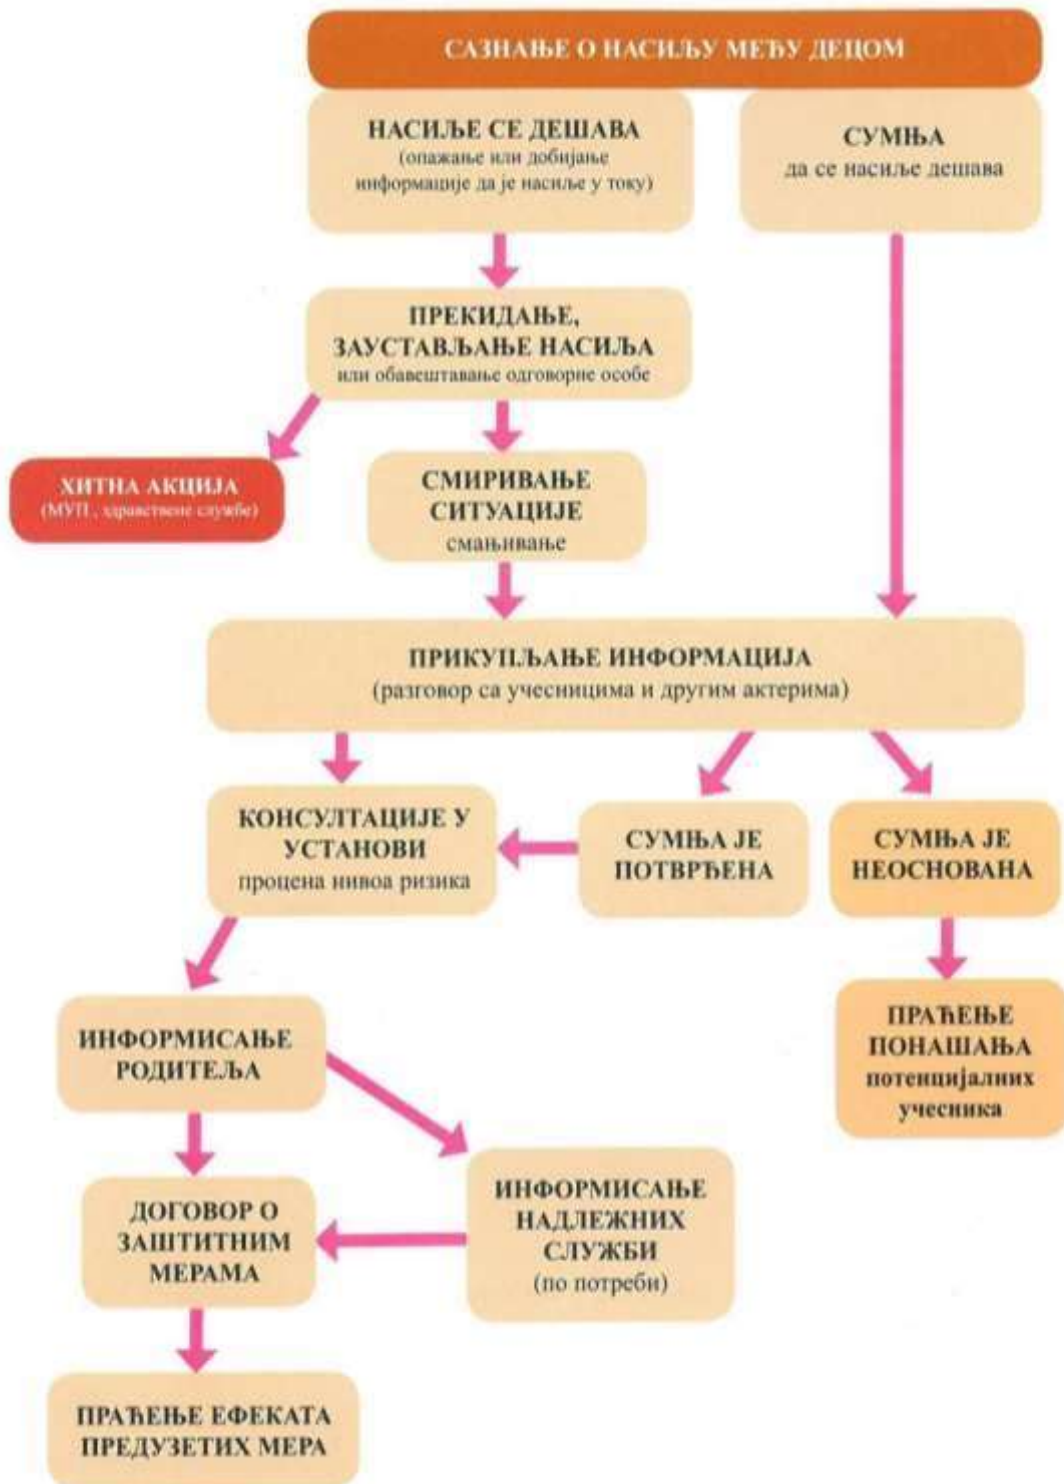 САЗНАЊЕ О НАСИЉУ МЕЂУ ДЕЦОМ
НАСИЉЕ СЕ ДЕШАВА
(опажање или добијање
информације да је насиље у току)
СУМЊА
да се насиље дешава
ПРЕКИДАЊЕ,
ЗАУСТАВЉАЊЕ НАСИЉА
или обавештавање одговорне особе
ХИТНА АКЦИЈА
(МУП , здравствене службе)
СМИРИВАЊЕ
СИТУАЦИЈЕ
смањивање
ПРИКУПЉАЊЕ ИНФОРМАЦИЈА
(разговор са учесницима и другим актерима)
КОНСУЛТАЦИЈЕ У
УСТАНОВИ
процена нивоа ризика
СУМЊА ЈЕ
ПОТВРЂЕНА
СУМЊА ЈЕ
НЕОСНОВАНА
ИНФОРМИСАЊЕ
РОДИТЕЉА
ПРАЋЕЊЕ
ПОНАШАЊА
потенцијалних
учесника
ДОГОВОР О
ЗАШТИТНИМ
МЕРАМА
ИНФОРМИСАЊЕ
НАДЛЕЖНИХ
СЛУЖБИ
(по потреби)
ПРАЋЕЊЕ ЕФЕКАТА
ПРЕДУЗЕТИХ МЕРА